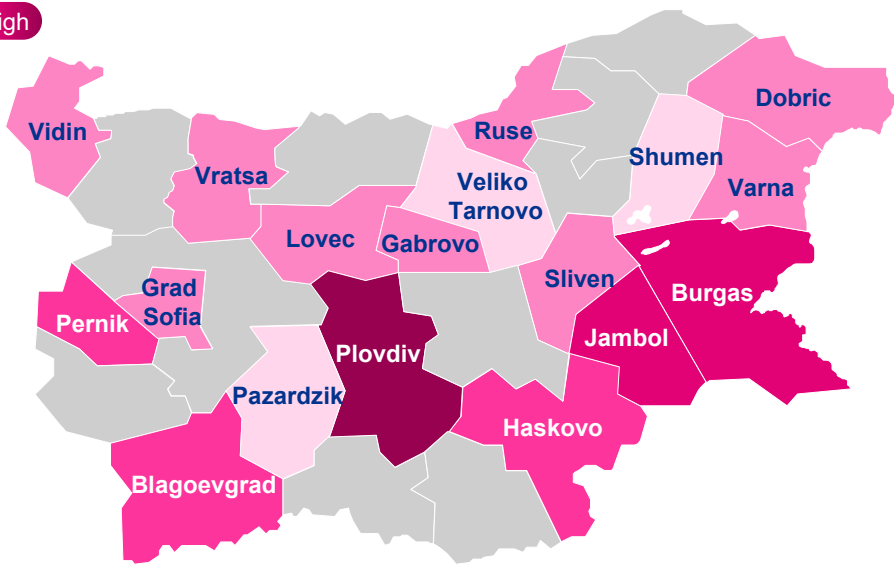 igh
Vidin
Vratsa
Ruse
Dobric
Shumen
Veliko
Tarnovo
Varna
Lovec
Gabrovo
Sliven
Grad
Sofia
Burgas
Pernik
Jambol
Plovdiv
Pazardzik
Haskovo
Blagoevgrad